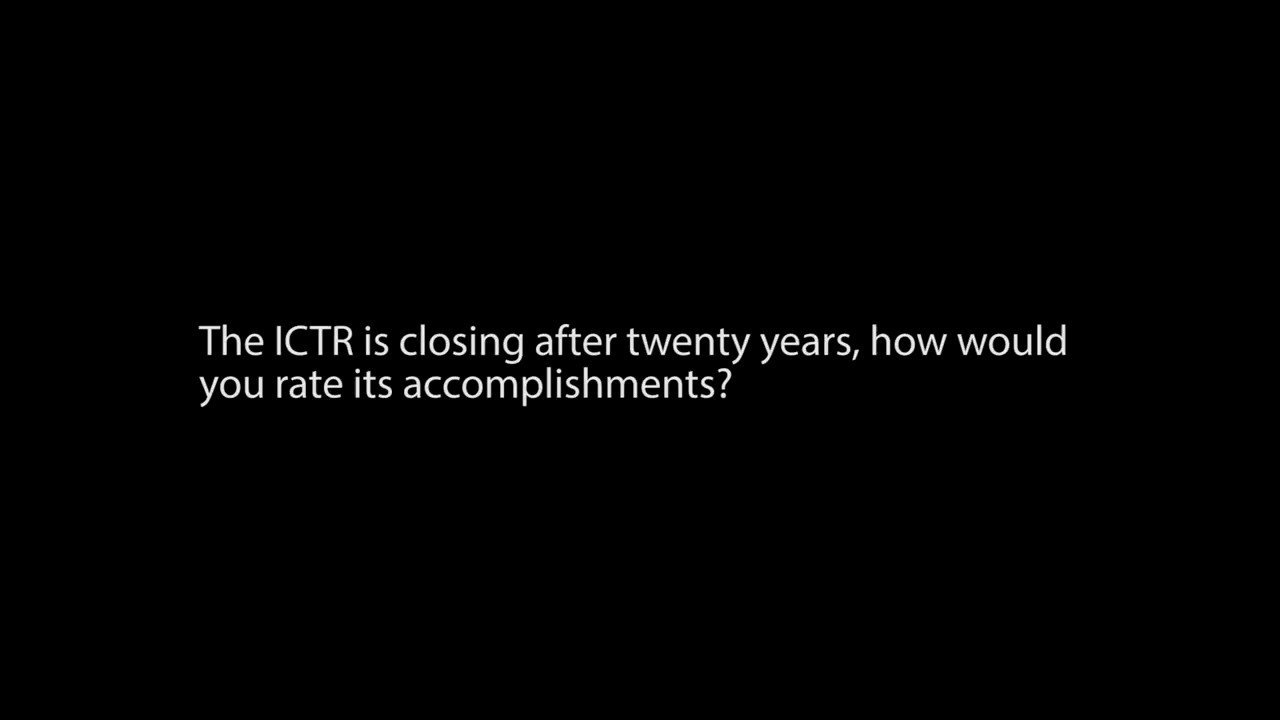 The ICTR is closing after twenty years, how would
you rate its accomplishments?